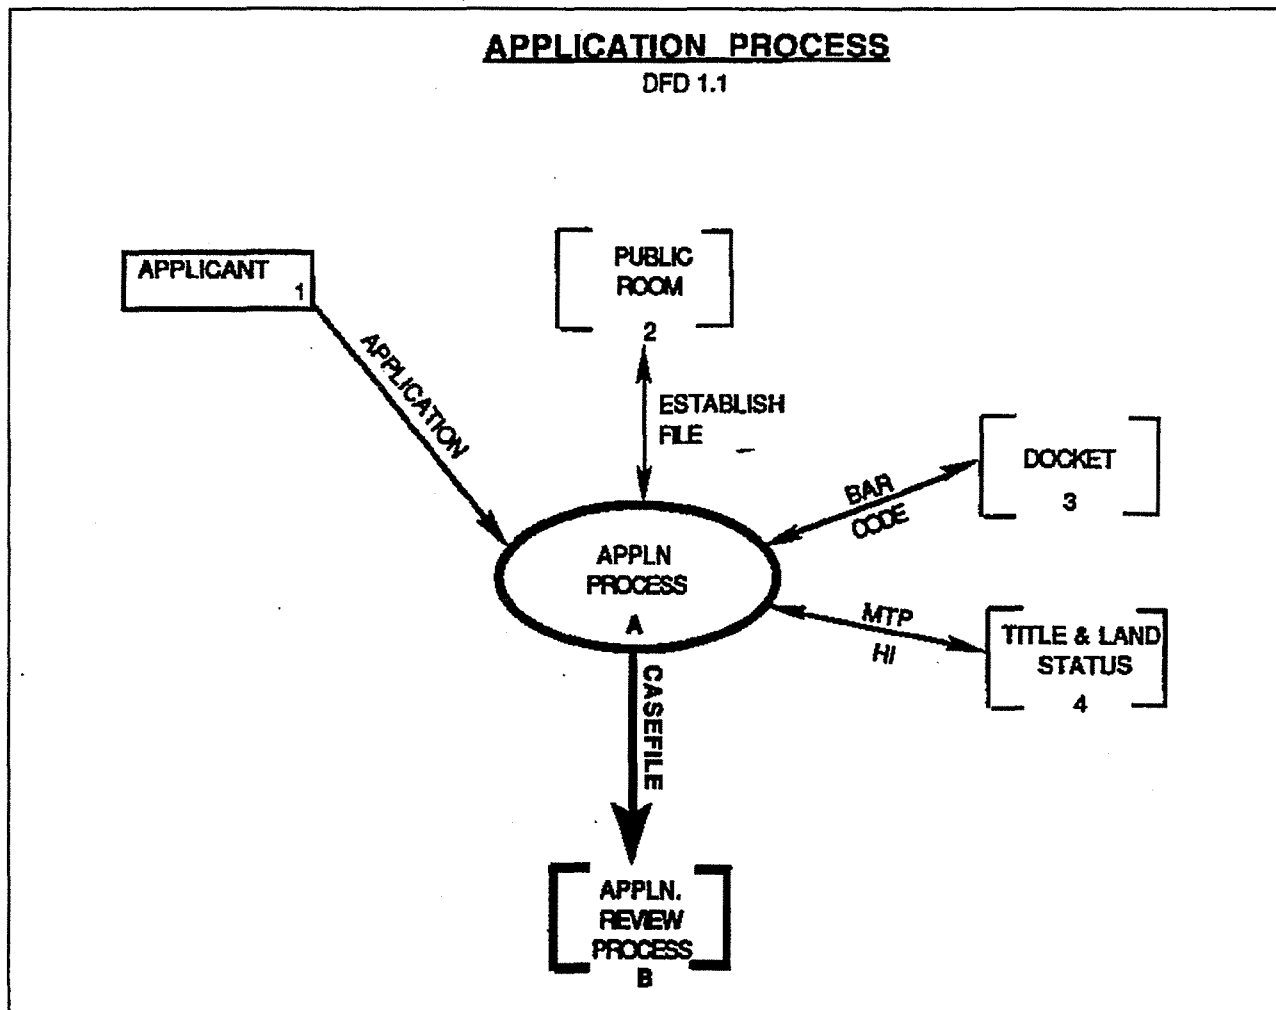 APPLICATION PROCESS
DFD 1.1
APPLICANT
1
PUBLIC
ROOM
2
APPLICATION
ESTABLISH
FILE
DOCKET
3
BAR
CODE
APPLN
PROCESS
A
MTP
HI
TITLE & LAND
STATUS
4
CASEFILE
APPLN.
REVIEW
PROCESS
B